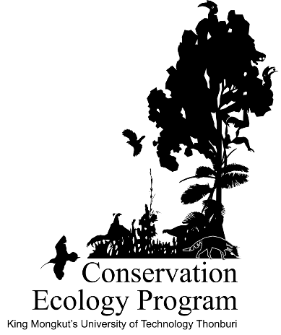 Conservation
Ecology Program
King Mongkut's University of Technology Thonburi